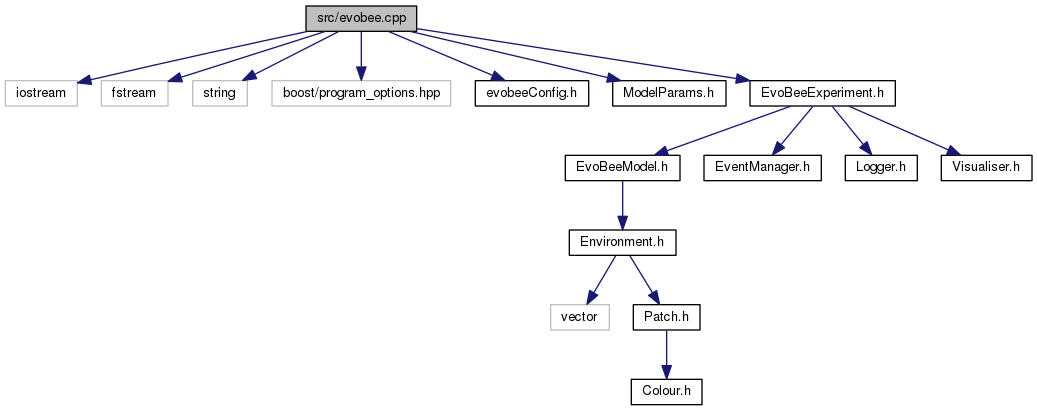 src/evobee.cpp
iostream
fstream
string
boost/program_options.hpp
evobeeConfig.h
ModelParams.h
EvoBeeExperiment.h
EvoBeeModel.h
EventManager.h
Logger.h
Visualiser.h
Environment.h
vector
Patch.h
Colour.h